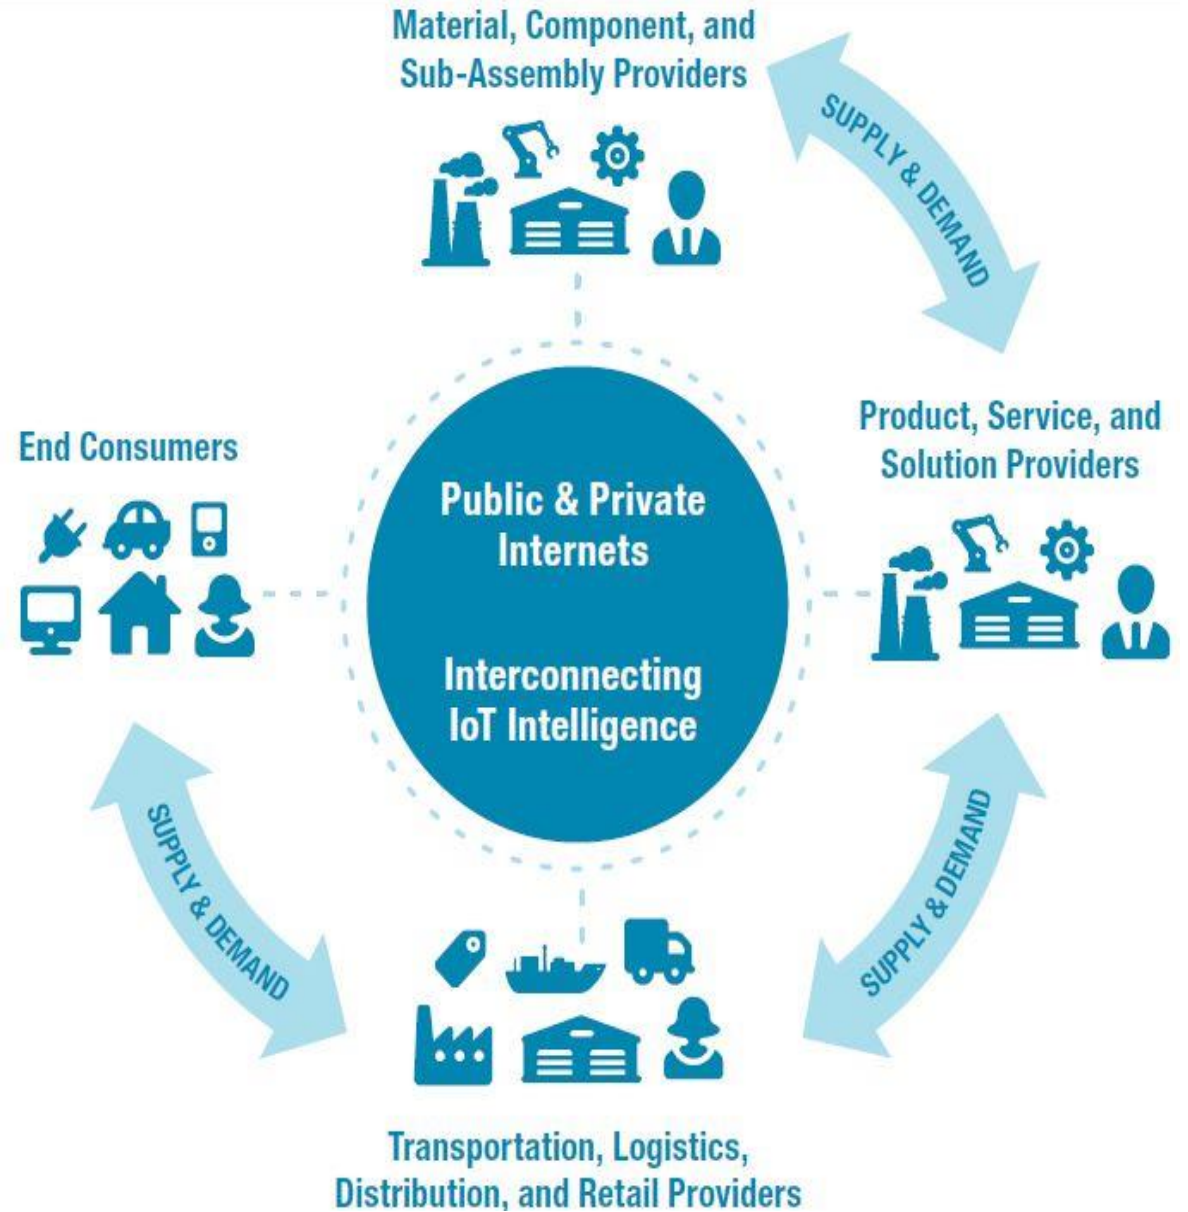 Material, Component, and
Sub-Assembly Providers
SUPPLY & DEMAND
Product, Service, and
Solution Providers
End Consumers
Public & Private
Internets
Interconnecting
IoT Intelligence
SUPPLY & DEMAND
SUPPLY & DEMAND
Transportation, Logistics,
Distribution, and Retail Providers